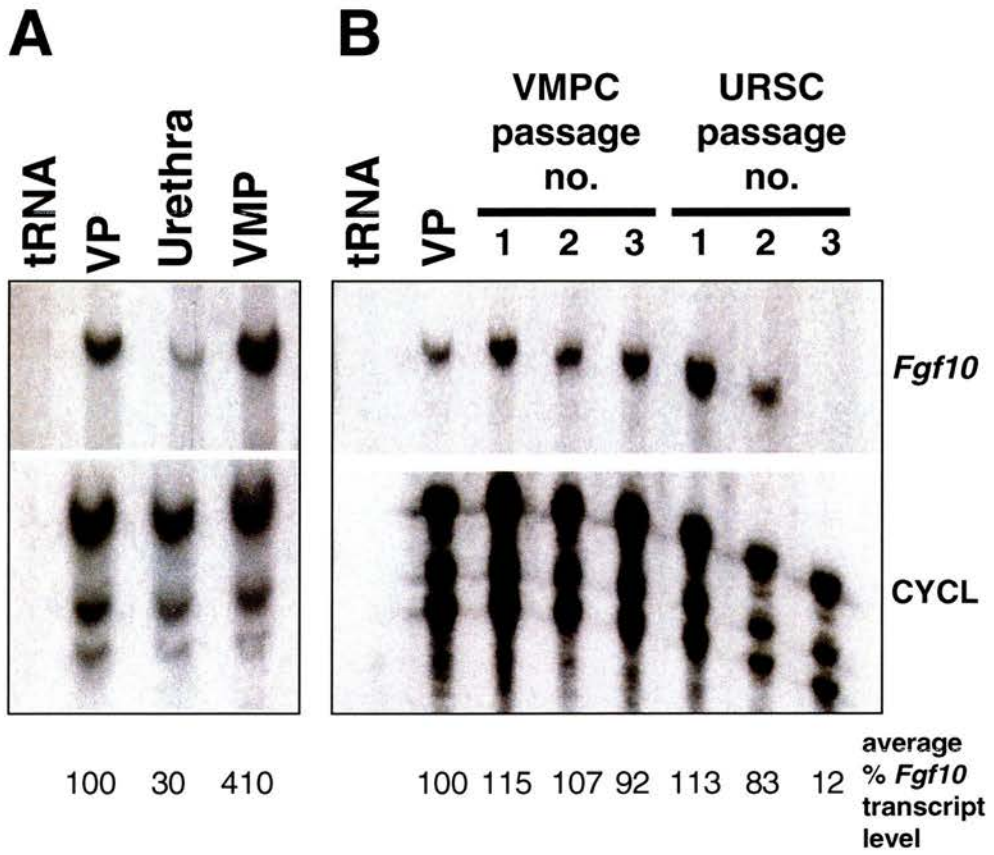 A
B
tRNA
VP
Urethra
VMP
tRNA
VP
VMPC
passage
no.
1 2 3
URSC
passage
no.
1 2 3
Fgf10
CYCL
100 30 410
100 115 107 92 113 83 12
average
% Fgf10
transcript
level